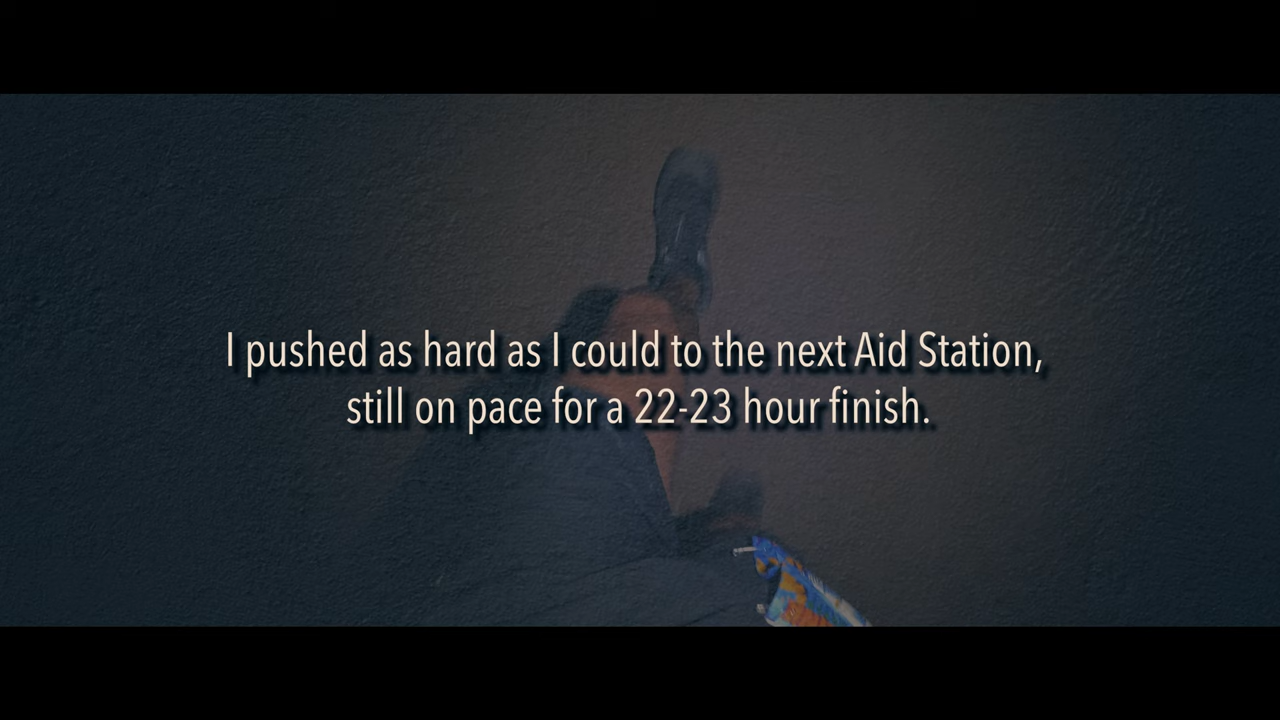 I pushed as hard as I could to the next Aid Station,
still on pace for a 22-23 hour finish.